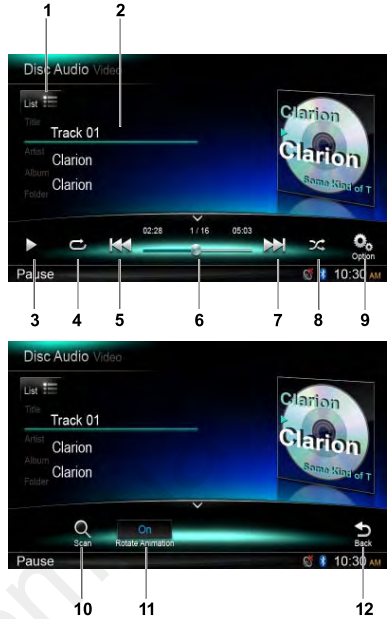 1 2
Disc Audio Video
List
Title
Track 01
Artist
Clarion
Album
Clarion
Folder
Clarion
Clarion
Some Kind of T
02:28 1/16 05:03
Option
Pause
10:30 AM
3 4 5 6 7 8 9
Disc Audio Video
List
Title
Track 01
Artist
Clarion
Album
Clarion
Folder
Clarion
Clarion
Some Kind of T
Scan
On
Rotate Animation
Back
Pause
10:30 AM
10 11 12